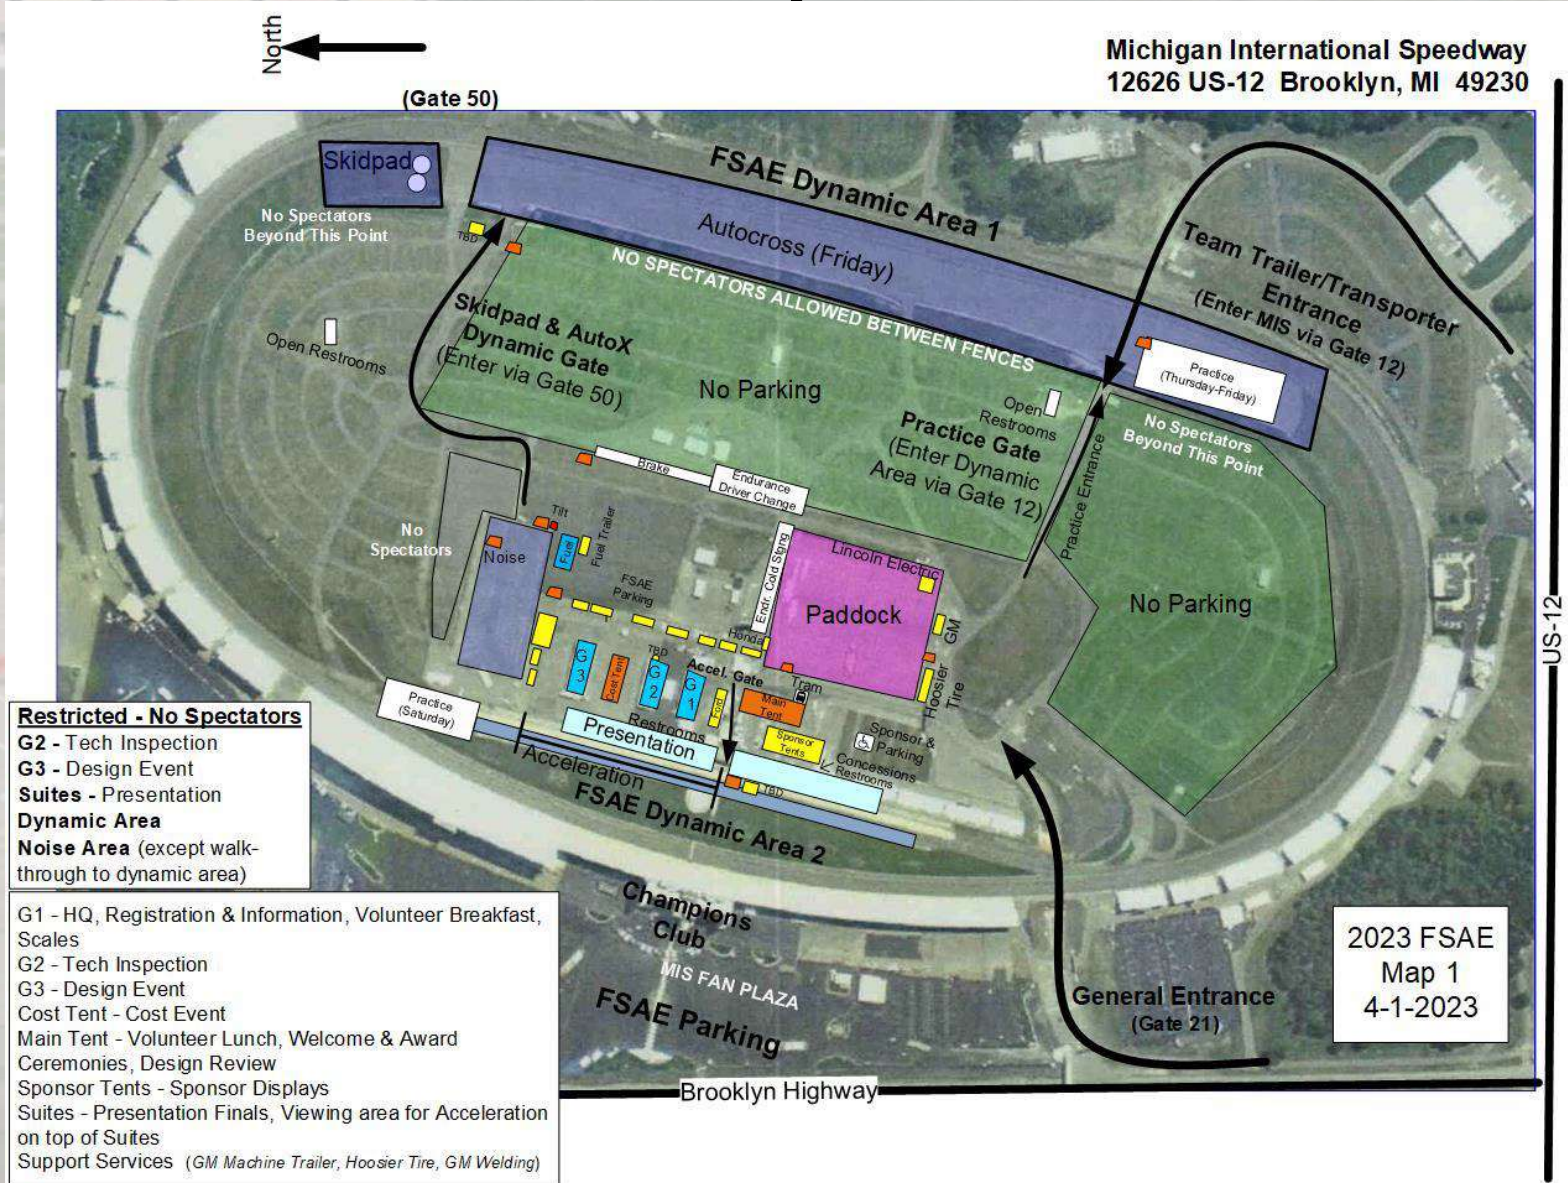 North
Michigan International Speedway
12626 US-12 Brooklyn, MI 49230
(Gate 50)
Skidpad
No Spectators
Beyond This Point
TBD
FSAE Dynamic Area 1
Autocross (Friday)
NO SPECTATORS ALLOWED BETWEEN FENCES
Team Trailer/Transporter
Entrance
(Enter MIS via Gate 12)
Practice
(Thursday-Friday)
Open Restrooms
Skidpad & AutoX
Dynamic Gate
(Enter via Gate 50)
No Parking
Open
Restrooms
Practice Gate
(Enter Dynamic
Area via Gate 12)
No Spectators
Beyond This Point
Practice Entrance
Brake
Endurance
Driver Change
No
Spectators
Noise
Tilt
Fuel
Fuel Trailer
FSAE
Parking
Endr. Cold Stgng
Lincoln Electric
Paddock
No Parking
US-12
GM
Honda
G3
Cost Tent
TBD
G2
G1
Accel. Gate
Ford
Tram
Main
Tent
Hoosier
Tire
Practice
(Saturday)
Restrooms
Presentation
Sponsor
Tents
Sponsor &
Parking
Concessions
Restrooms
Acceleration
TBD
FSAE Dynamic Area 2
Restricted - No Spectators
G2 - Tech Inspection
G3 - Design Event
Suites - Presentation
Dynamic Area
Noise Area (except walk-
through to dynamic area)
G1 - HQ, Registration & Information, Volunteer Breakfast,
Scales
G2 - Tech Inspection
G3 - Design Event
Cost Tent - Cost Event
Main Tent - Volunteer Lunch, Welcome & Award
Ceremonies, Design Review
Sponsor Tents - Sponsor Displays
Suites - Presentation Finals, Viewing area for Acceleration
on top of Suites
Support Services (GM Machine Trailer, Hoosier Tire, GM Welding)
Champions
Club
MIS FAN PLAZA
FSAE Parking
General Entrance
(Gate 21)
2023 FSAE
Map 1
4-1-2023
Brooklyn Highway